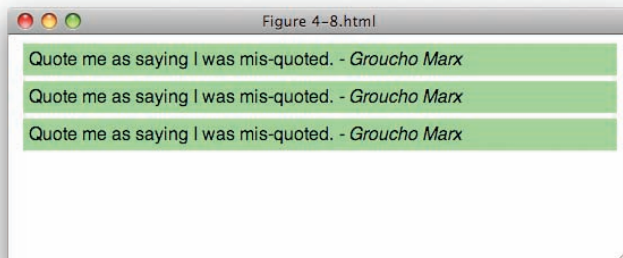 Figure 4-8.html
Quote me as saying I was mis-quoted. - Groucho Marx
Quote me as saying I was mis-quoted. - Groucho Marx
Quote me as saying I was mis-quoted. - Groucho Marx